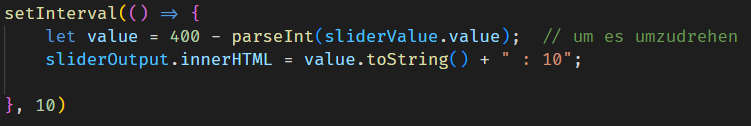 setInterval(() => {
    let value = 400 - parseInt(sliderValue.value);  // um es umzudrehen
    sliderOutput.innerHTML = value.toString() + " : 10";
}, 10)